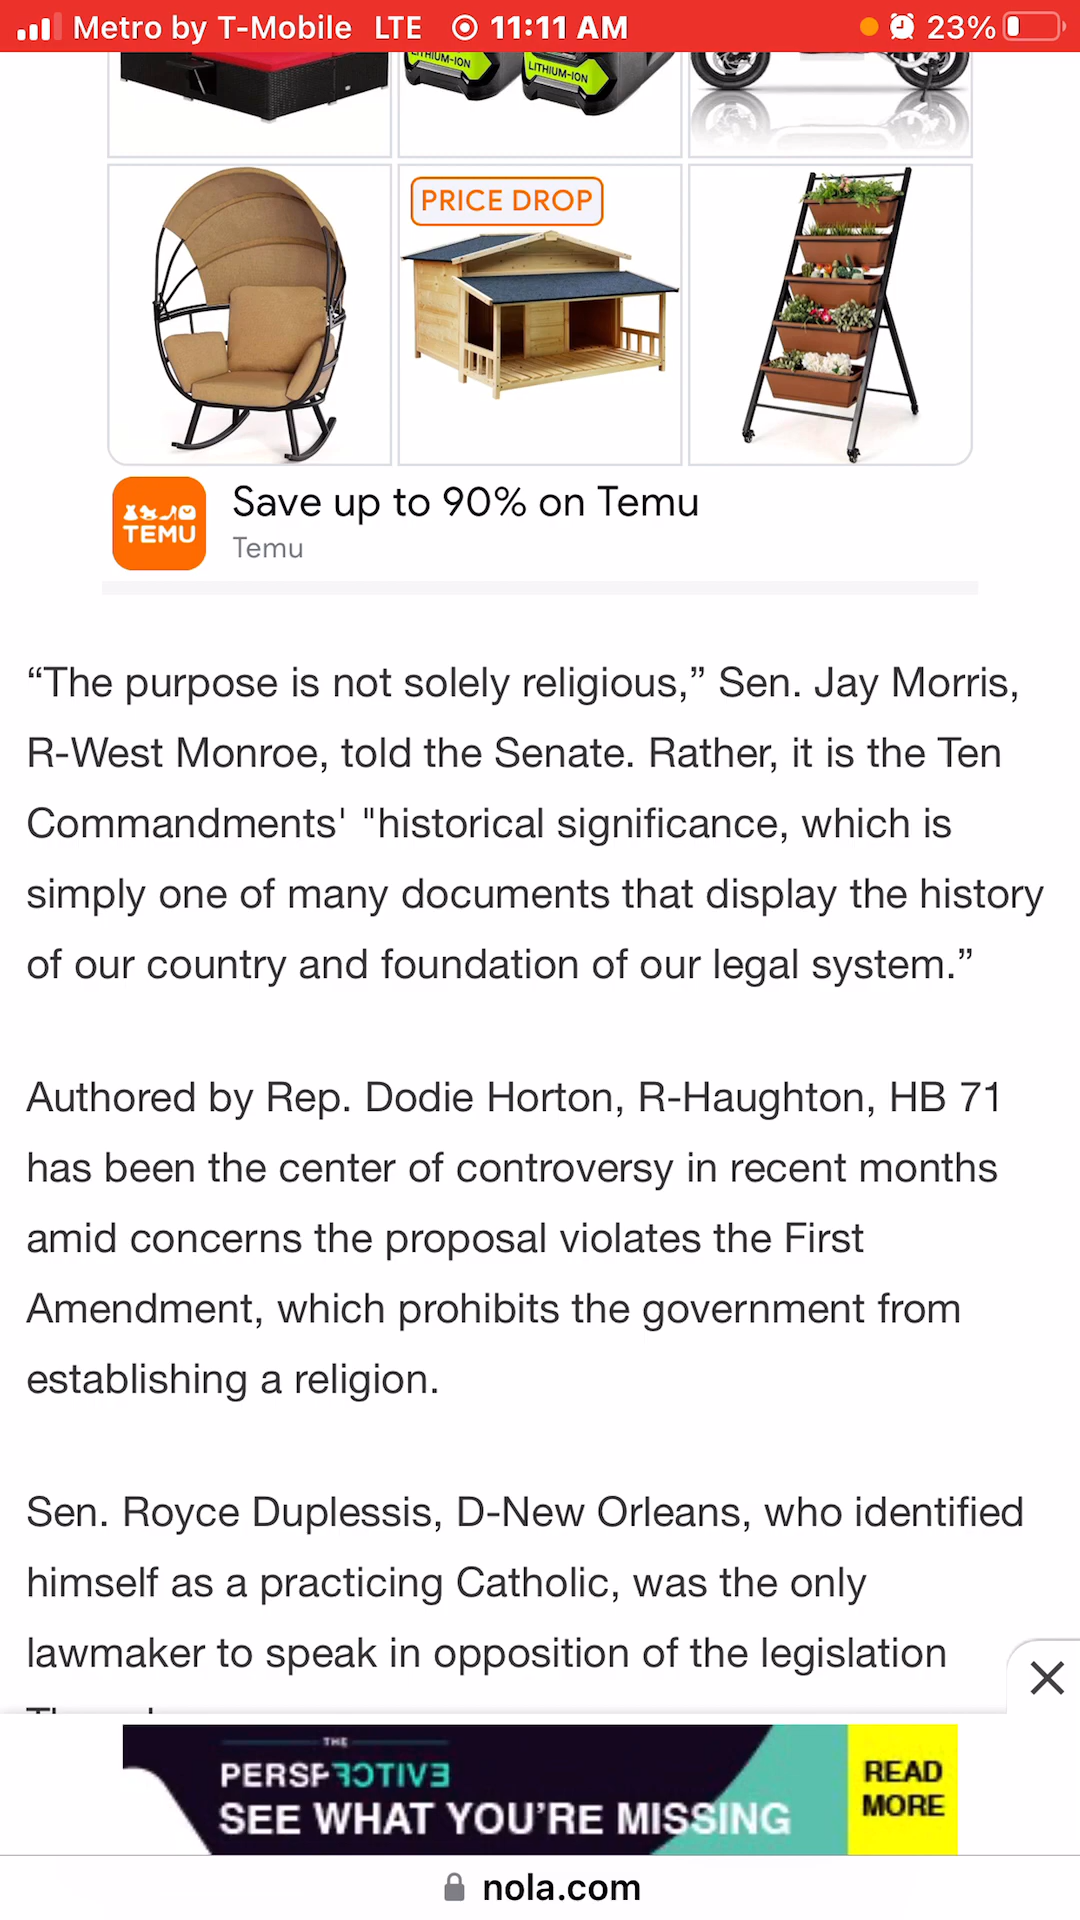 Metro by T-Mobile LTE 11:11 AM 23%
LITHIUM-ION
LITHIUM-ION
PRICE DROP
TEMU
Save up to 90% on Temu
Temu
“The purpose is not solely religious,” Sen. Jay Morris,
R-West Monroe, told the Senate. Rather, it is the Ten
Commandments' "historical significance, which is
simply one of many documents that display the history
of our country and foundation of our legal system.”
Authored by Rep. Dodie Horton, R-Haughton, HB 71
has been the center of controversy in recent months
amid concerns the proposal violates the First
Amendment, which prohibits the government from
establishing a religion.
Sen. Royce Duplessis, D-New Orleans, who identified
himself as a practicing Catholic, was the only
lawmaker to speak in opposition of the legislation
THE
PERSPECTIVE
SEE WHAT YOU’RE MISSING
READ
MORE
nola.com